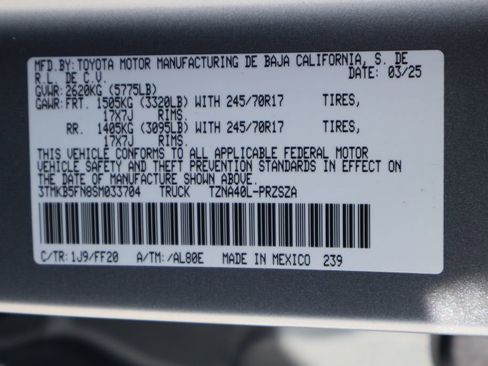 MFD.BY:TOYOTA MOTOR MANUFACTURING DE BAJA CALIFORNIA, S. DE
R.L. DE C.V. DATE: 03/25
GVWR:2620KG (5775LB)
GAWR:FRT. 1505KG (3320LB) WITH 245/70R17 TIRES,
17X7J RIMS.
RR. 1405KG (3095LB) WITH 245/70R17 TIRES,
17X7J RIMS.
THIS VEHICLE CONFORMS TO ALL APPLICABLE FEDERAL MOTOR
VEHICLE SAFETY AND THEFT PREVENTION STANDARDS IN EFFECT ON
THE DATE OF MANUFACTURE SHOWN ABOVE.
3TMKB5FN8SM033704 TRUCK TZNA40L-PRZSZA
C/TR:1J9/FF20 A/TM:/AL80E MADE IN MEXICO 239